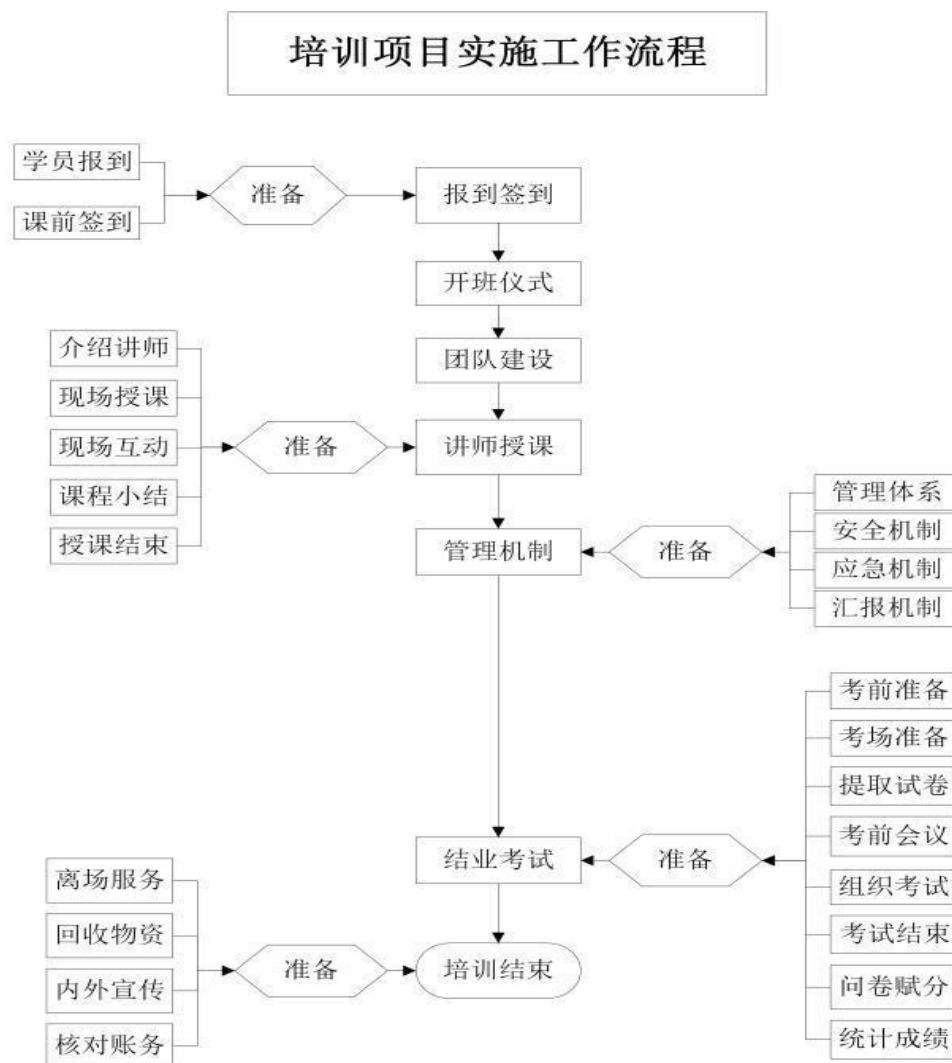 培训项目实施工作流程
学员报到
课前签到
准备
报到签到
开班仪式
团队建设
介绍讲师
现场授课
现场互动
课程小结
授课结束
准备
讲师授课
管理机制
准备
管理体系
安全机制
应急机制
汇报机制
结业考试
准备
考前准备
考场准备
提取试卷
考前会议
组织考试
考试结束
问卷赋分
统计成绩
离场服务
回收物资
内外宣传
核对账务
准备
培训结束